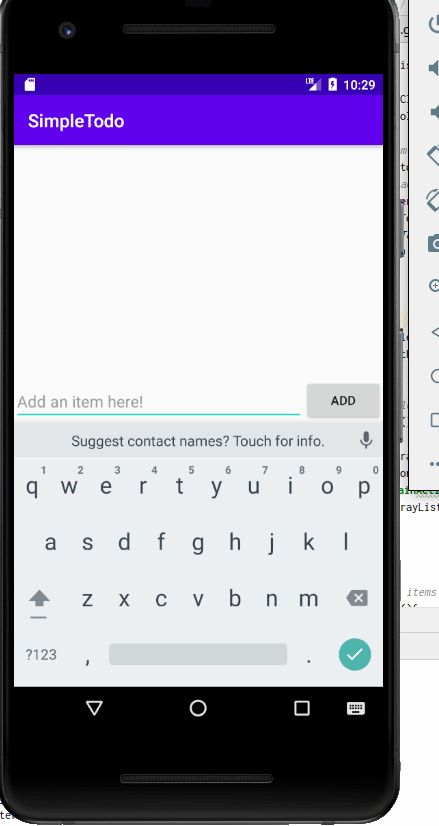 LTE 10:29
SimpleTodo
Add an item here!
ADD
Suggest contact names? Touch for info.
1 2 3 4 5 6 7 8 9 0
q w e r t y u i o p
a s d f g h j k l
z x c v b n m
?123 , .
rayList
items